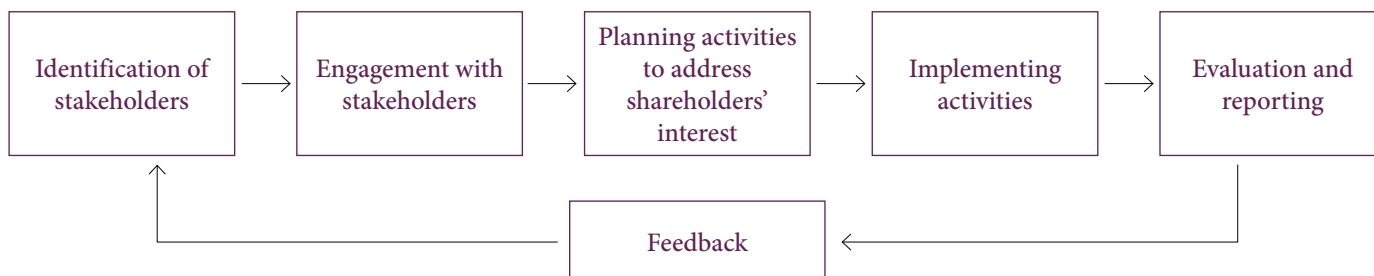 Identification of
stakeholders
Engagement with
stakeholders
Planning activities
to address
shareholders’
interest
Implementing
activities
Evaluation and
reporting
Feedback